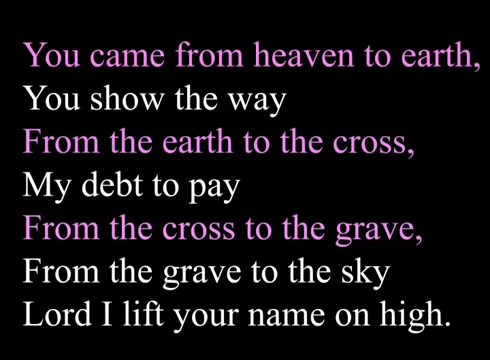 You came from heaven to earth,
You show the way
From the earth to the cross,
My debt to pay
From the cross to the grave,
From the grave to the sky
Lord I lift your name on high.